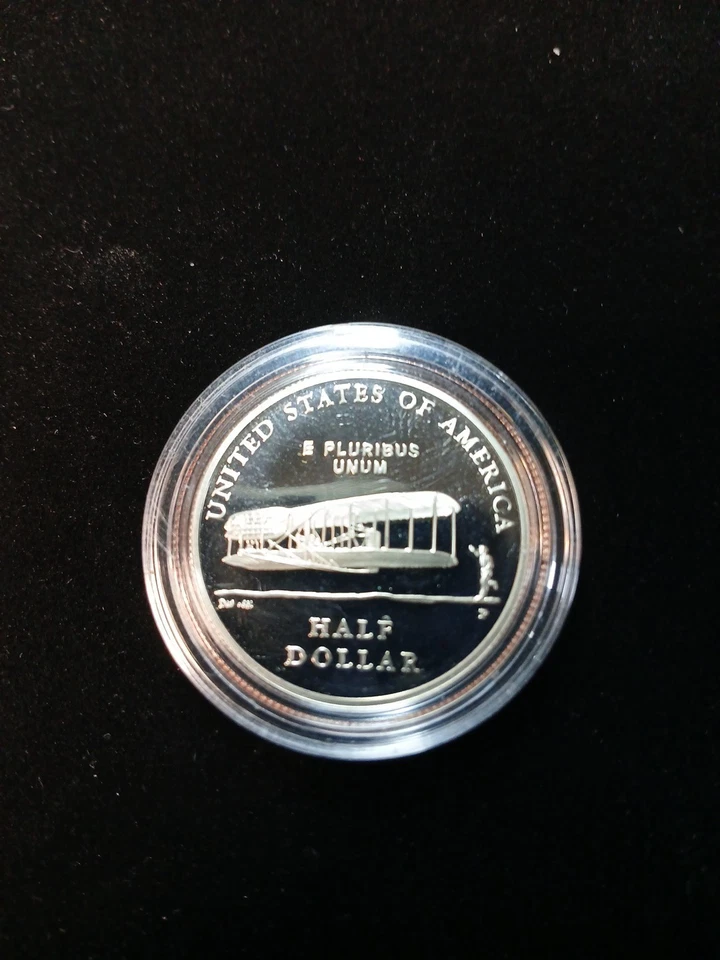 UNITED STATES OF AMERICA
E PLURIBUS
UNUM
HALF
DOLLAR